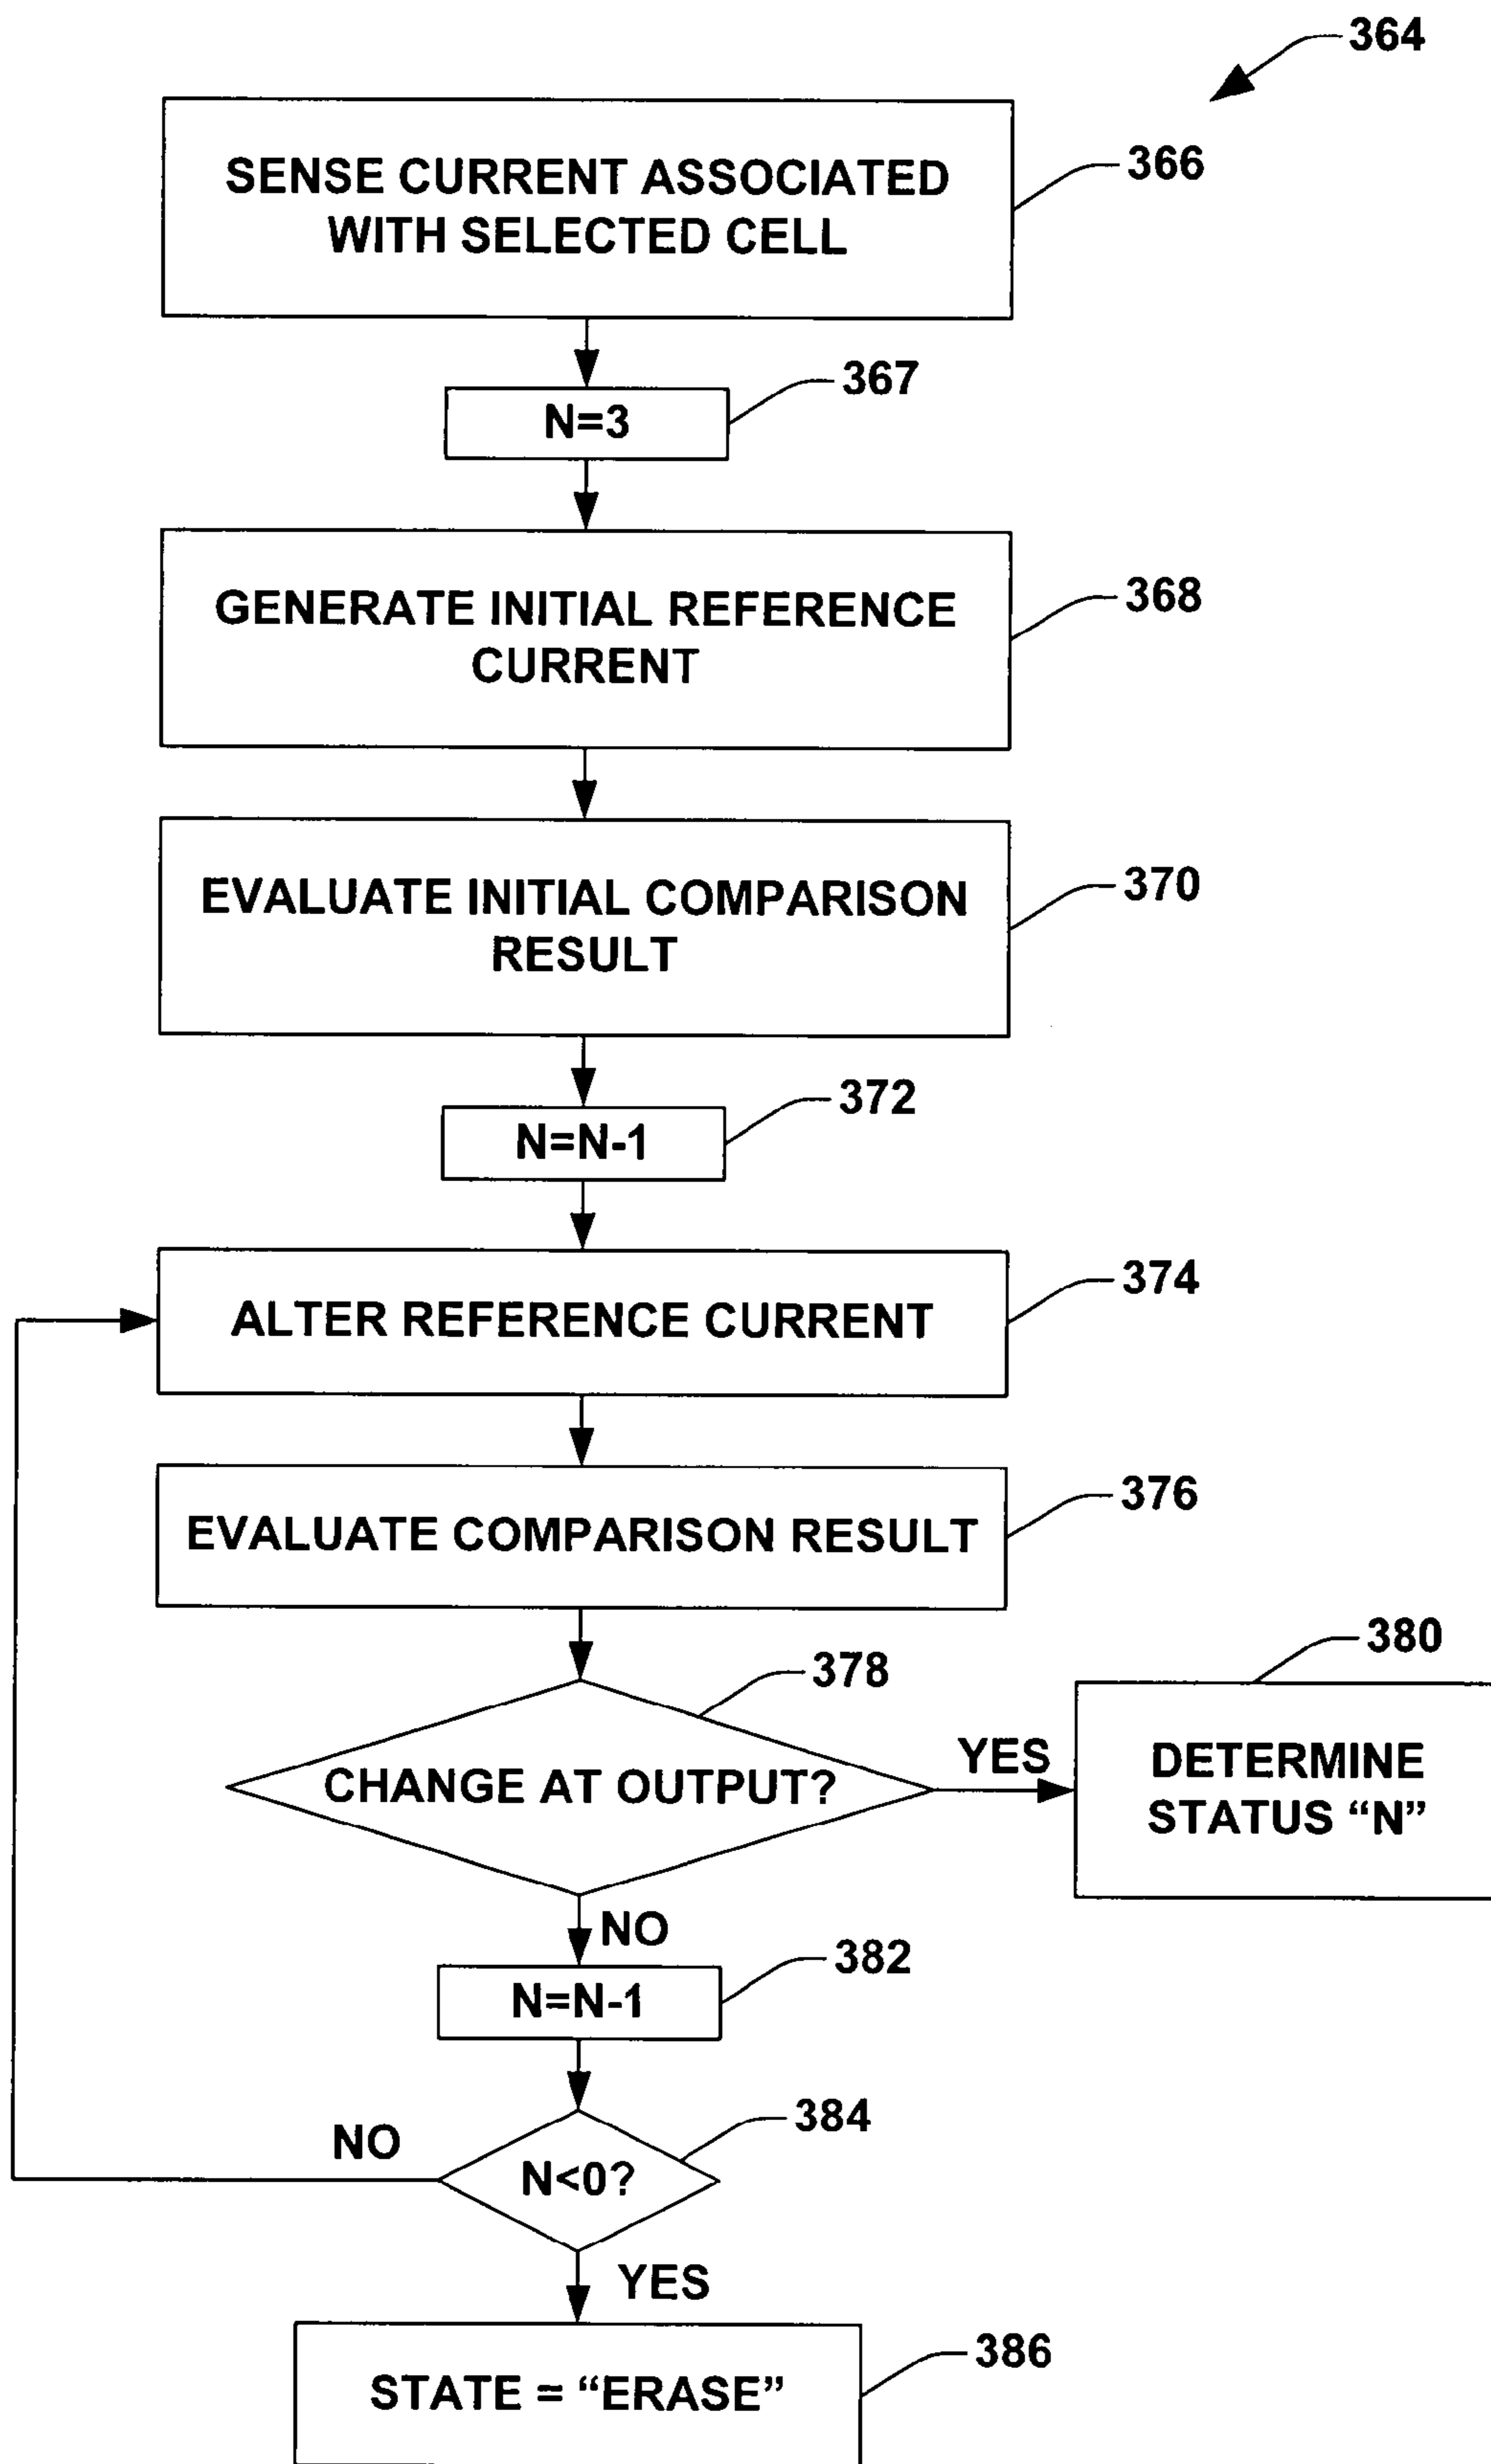 364
SENSE CURRENT ASSOCIATED
WITH SELECTED CELL
366
N=3
367
GENERATE INITIAL REFERENCE
CURRENT
368
EVALUATE INITIAL COMPARISON
RESULT
370
N=N-1
372
ALTER REFERENCE CURRENT
374
EVALUATE COMPARISON RESULT
376
CHANGE AT OUTPUT?
378
YES
DETERMINE
STATUS “N”
380
NO
N=N-1
382
N<0?
384
NO
YES
STATE = “ERASE”
386